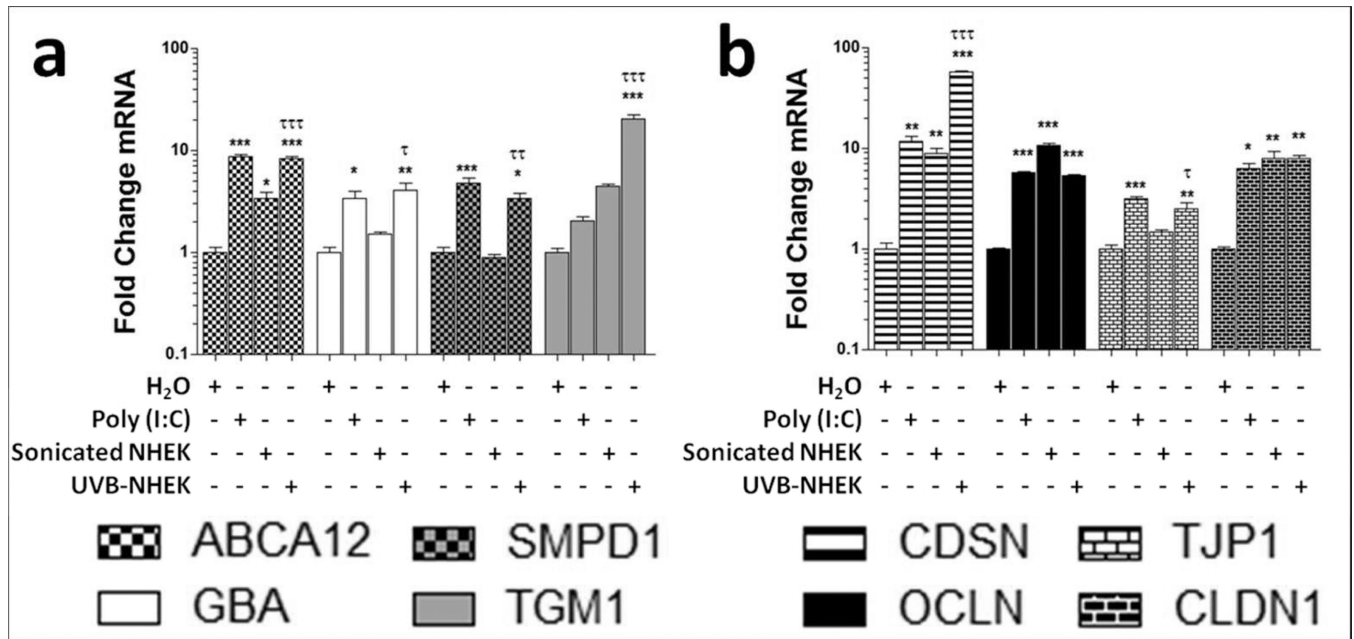 a
100
10
1
0.1
Fold Change mRNA
*** * τττ ***
* τ **
*** ττ *
τττ ***
H₂O + - - - + - - - + - - - + - - -
Poly (I:C) - + - - - + - - - + - - - + - -
Sonicated NHEK - - + - - - + - - - + - - - + -
UVB-NHEK - - - + - - - + - - - + - - - +
ABCA12 SMPD1
GBA TGM1
b
100
10
1
0.1
Fold Change mRNA
** ** τττ ***
*** *** ***
*** τ **
* ** **
H₂O + - - - + - - - + - - - + - - -
Poly (I:C) - + - - - + - - - + - - - + - -
Sonicated NHEK - - + - - - + - - - + - - - + -
UVB-NHEK - - - + - - - + - - - + - - - +
CDSN TJP1
OCLN CLDN1